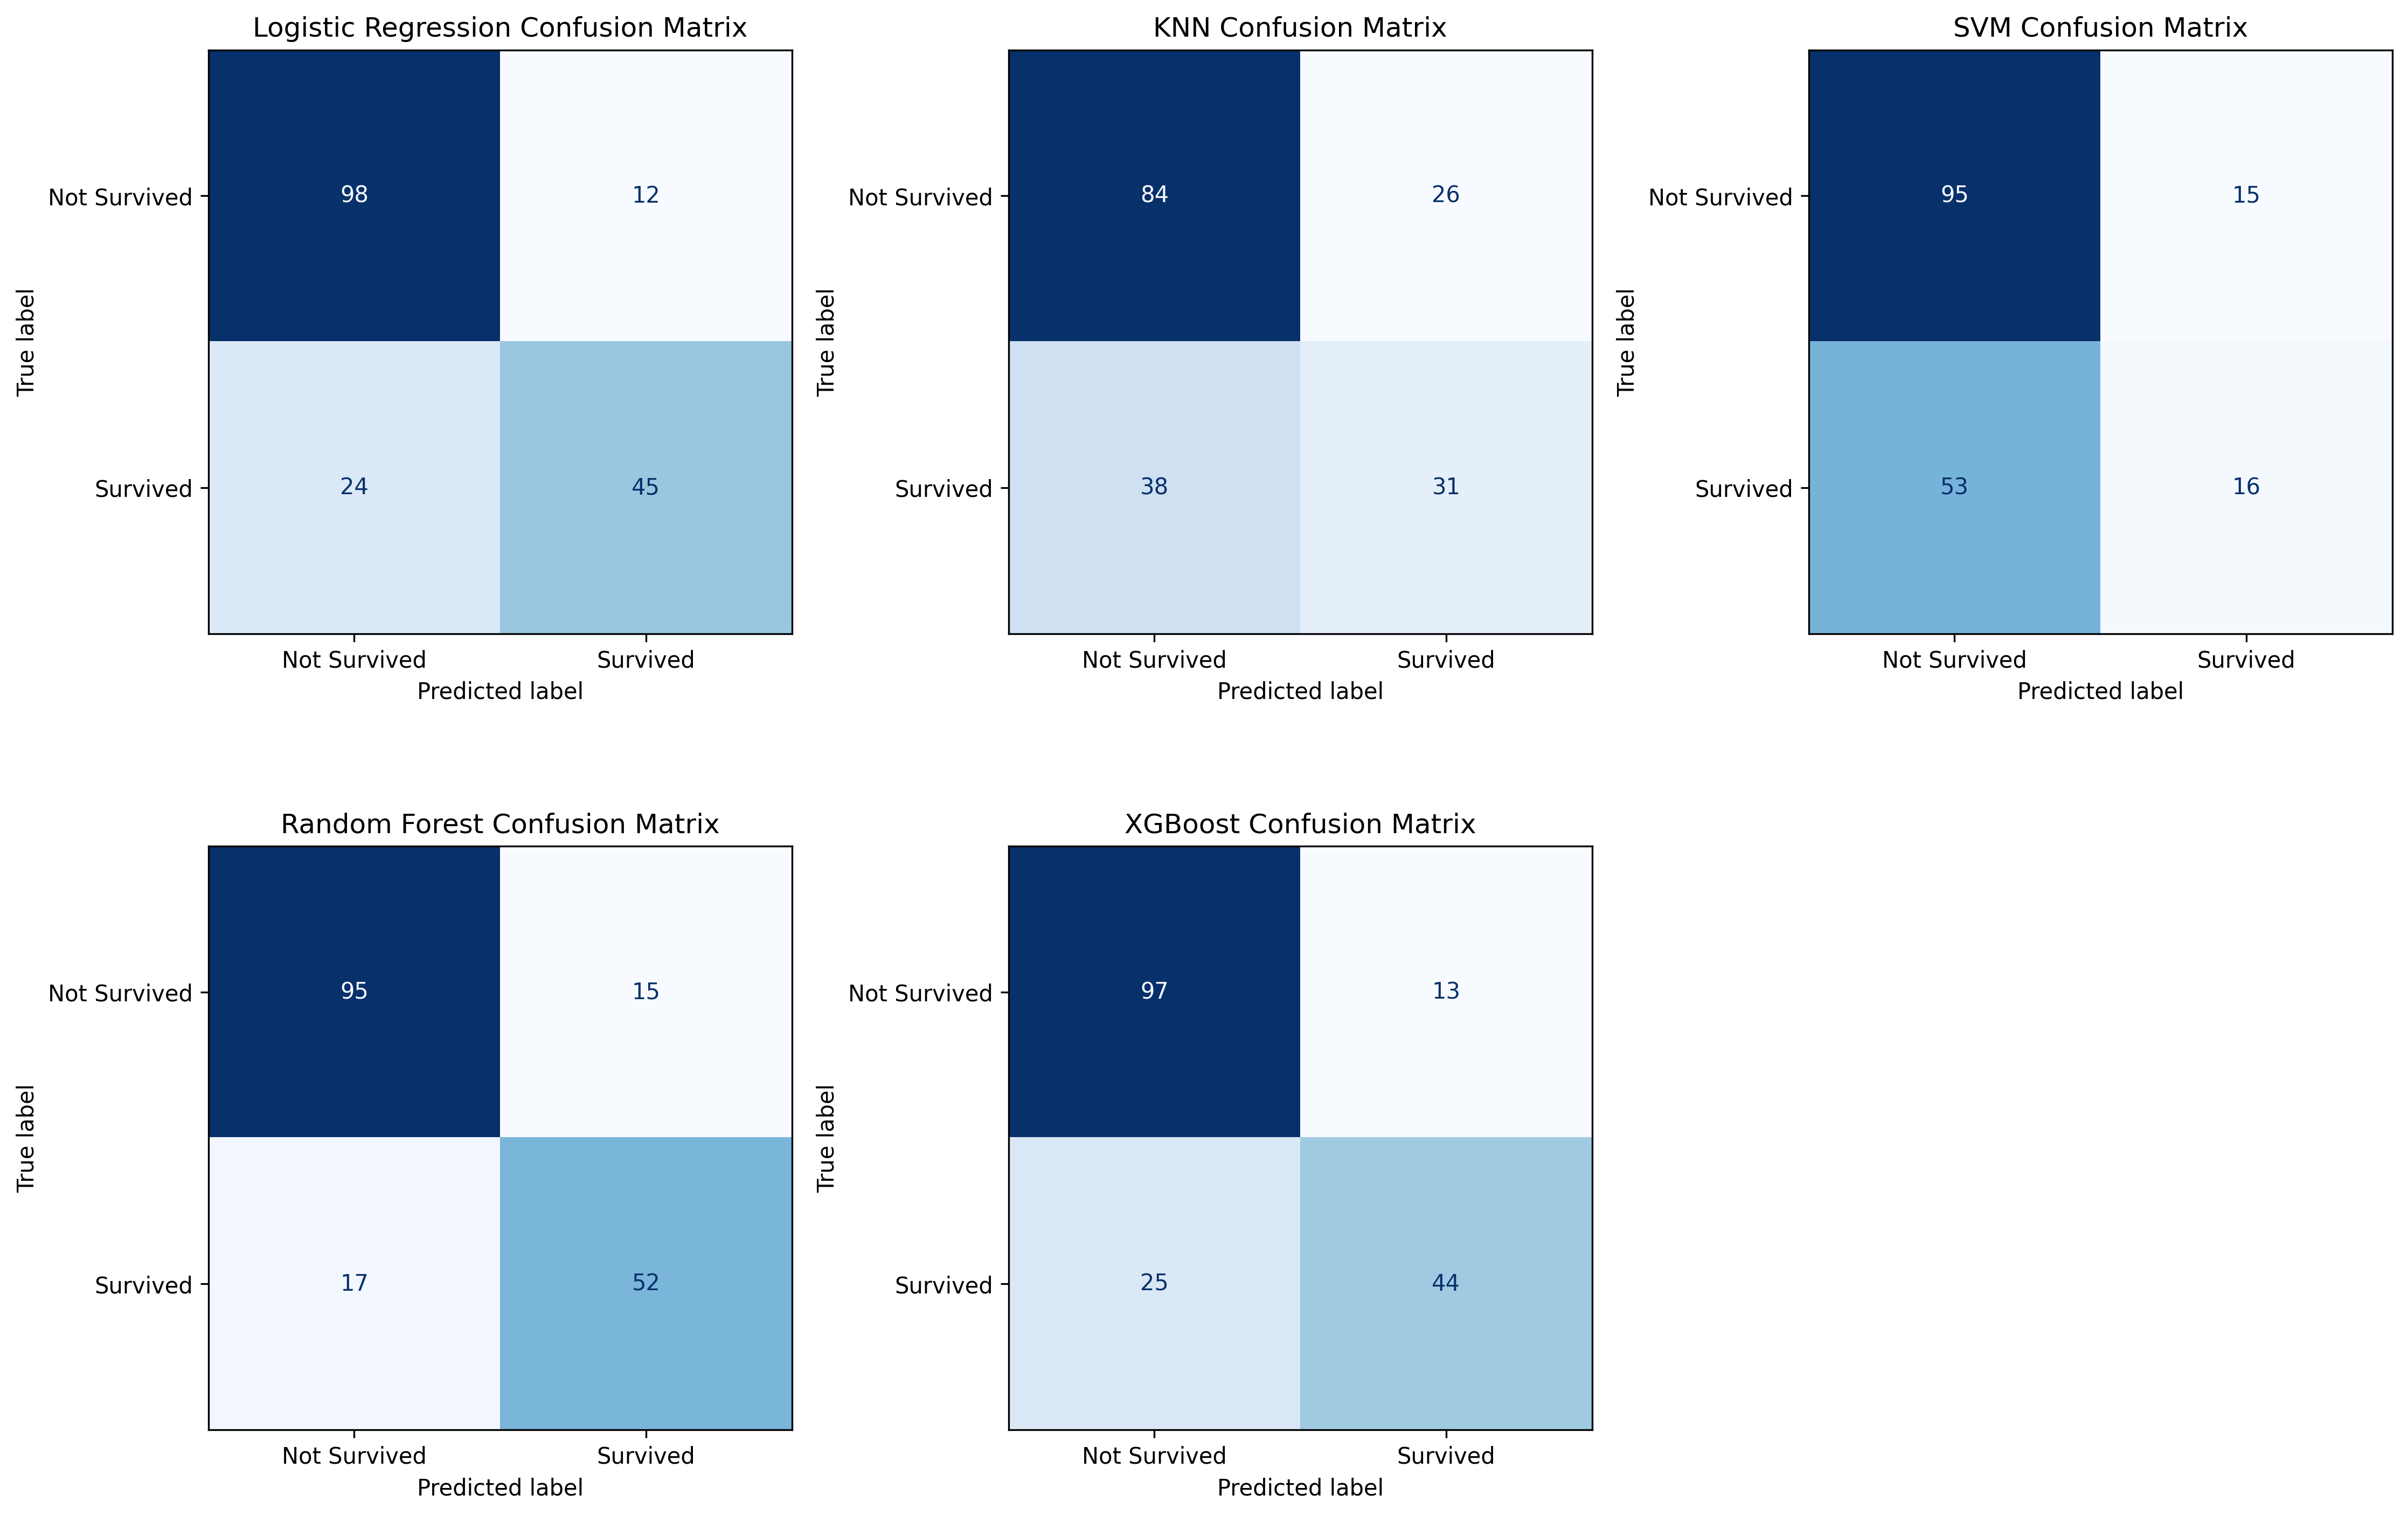 Logistic Regression Confusion Matrix
True label
Not Survived
98
12
Survived
24
45
Not Survived
Survived
Predicted label
KNN Confusion Matrix
True label
Not Survived
84
26
Survived
38
31
Not Survived
Survived
Predicted label
SVM Confusion Matrix
True label
Not Survived
95
15
Survived
53
16
Not Survived
Survived
Predicted label
Random Forest Confusion Matrix
True label
Not Survived
95
15
Survived
17
52
Not Survived
Survived
Predicted label
XGBoost Confusion Matrix
True label
Not Survived
97
13
Survived
25
44
Not Survived
Survived
Predicted label